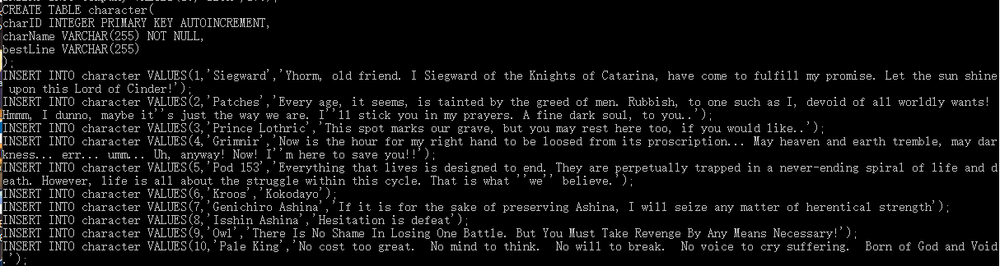 CREATE TABLE character(
charID INTEGER PRIMARY KEY AUTOINCREMENT,
charName VARCHAR(255) NOT NULL,
bestLine VARCHAR(255)
);
INSERT INTO character VALUES(1,'Siegward','Yhorm, old friend. I Siegward of the Knights of Catarina, have come to fulfill my promise. Let the sun shine
 upon this Lord of Cinder!');
INSERT INTO character VALUES(2,'Patches','Every age, it seems, is tainted by the greed of men. Rubbish, to one such as I, devoid of all worldly wants!
Hmmm, I dunno, maybe it''s just the way we are. I''ll stick you in my prayers. A fine dark soul, to you..');
INSERT INTO character VALUES(3,'Prince Lothric','This spot marks our grave, but you may rest here too, if you would like..');
INSERT INTO character VALUES(4,'Grimnir','Now is the hour for my right hand to be loosed from its proscription... May heaven and earth tremble, may dar
kness... err... umm... Uh, anyway! Now! I''m here to save you!!');
INSERT INTO character VALUES(5,'Pod 153','Everything that lives is designed to end. They are perpetually trapped in a never-ending spiral of life and d
eath. However, life is all about the struggle within this cycle. That is what ''we'' believe.');
INSERT INTO character VALUES(6,'Kroos','Kokodayo');
INSERT INTO character VALUES(7,'Genichiro Ashina','If it is for the sake of preserving Ashina, I will seize any matter of herentical strength');
INSERT INTO character VALUES(8,'Isshin Ashina','Hesitation is defeat');
INSERT INTO character VALUES(9,'Owl','There Is No Shame In Losing One Battle. But You Must Take Revenge By Any Means Necessary!');
INSERT INTO character VALUES(10,'Pale King','No cost too great.  No mind to think.  No will to break.  No voice to cry suffering.  Born of God and Void
.');